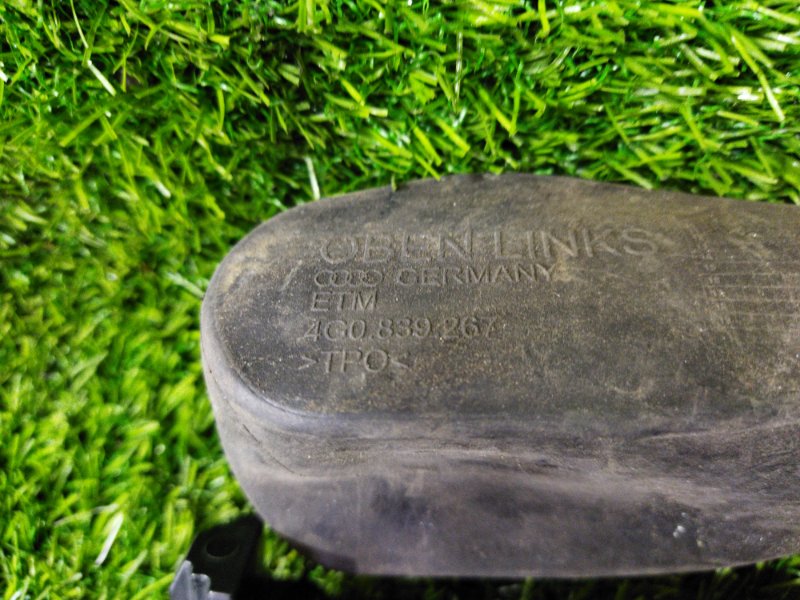 OBEN LINKS
GERMANY
ETM
4G0.839.267
>TPO<